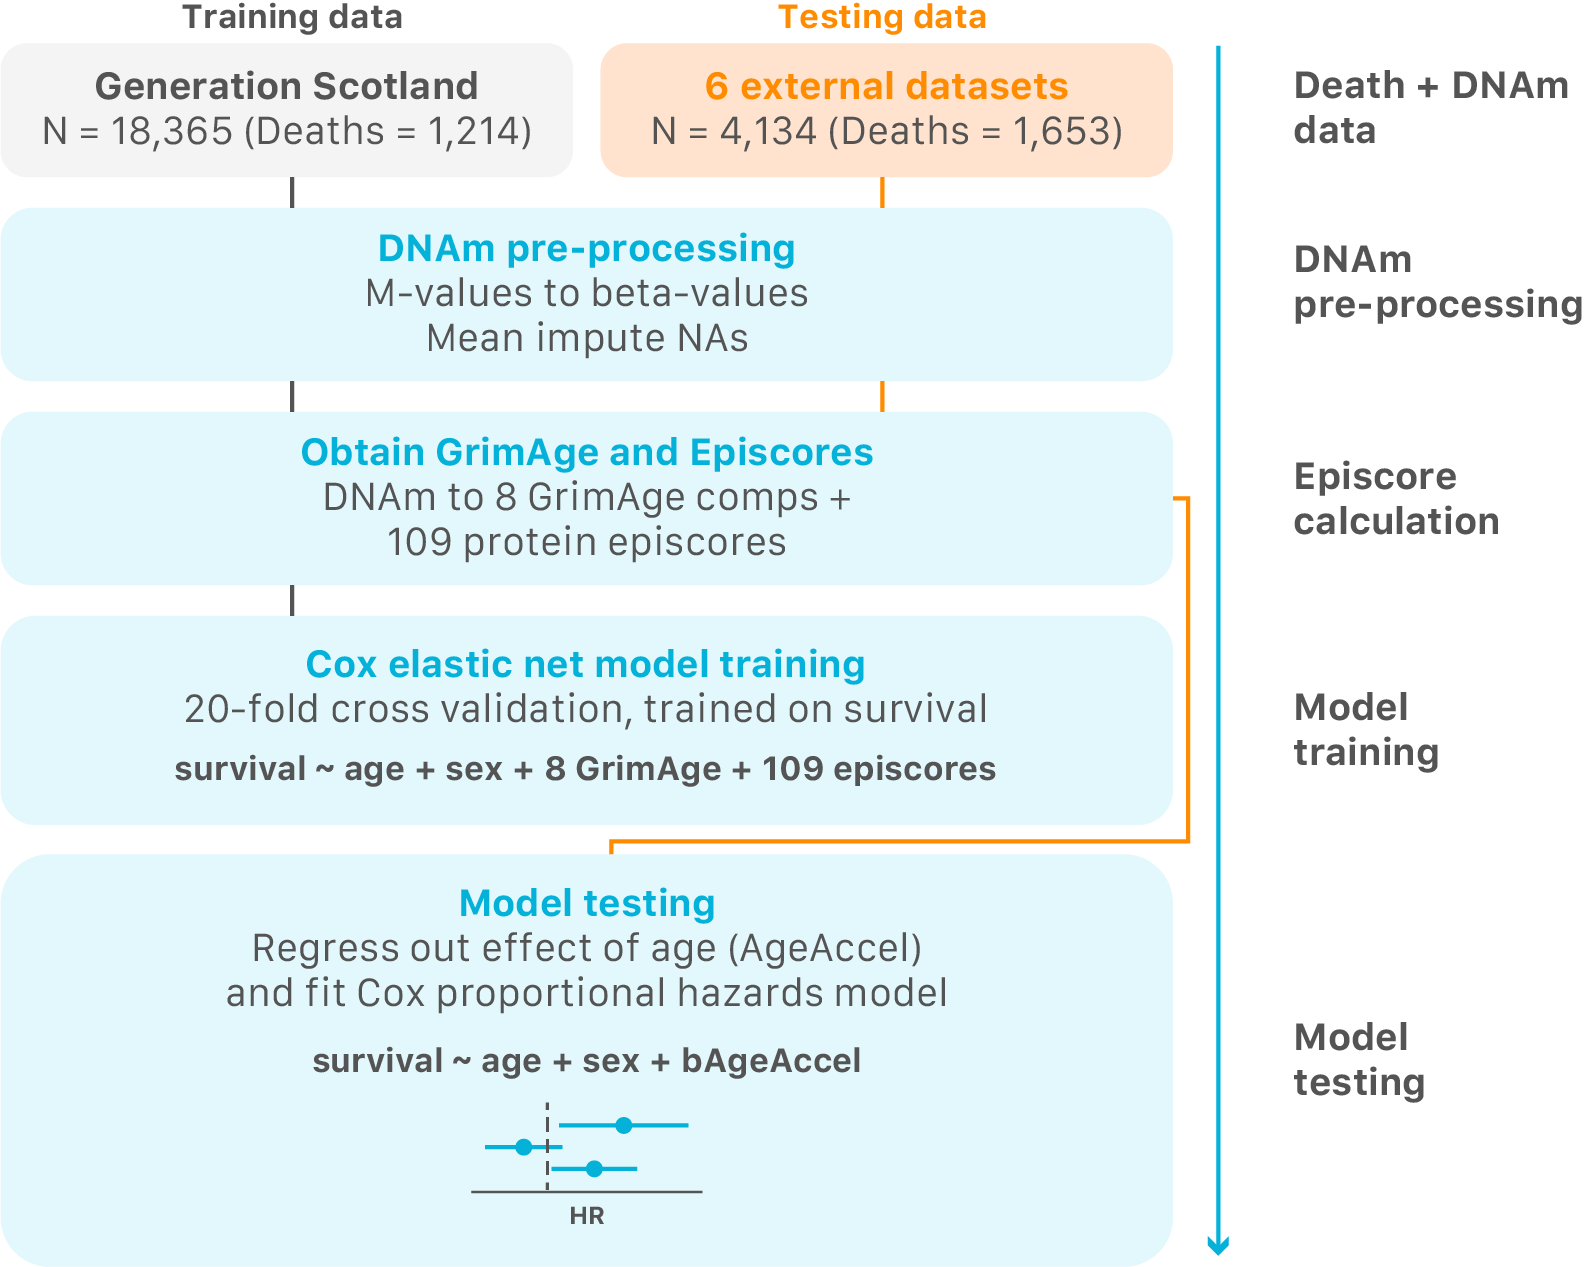 Training data
Testing data
Generation Scotland
N = 18,365 (Deaths = 1,214)
6 external datasets
N = 4,134 (Deaths = 1,653)
Death + DNAm
data
DNAm pre-processing
M-values to beta-values
Mean impute NAs
DNAm
pre-processing
Obtain GrimAge and Episcores
DNAm to 8 GrimAge comps +
109 protein episcores
Episcore
calculation
Cox elastic net model training
20-fold cross validation, trained on survival
survival ~ age + sex + 8 GrimAge + 109 episcores
Model
training
Model testing
Regress out effect of age (AgeAccel)
and fit Cox proportional hazards model
survival ~ age + sex + bAgeAccel
HR
Model
testing